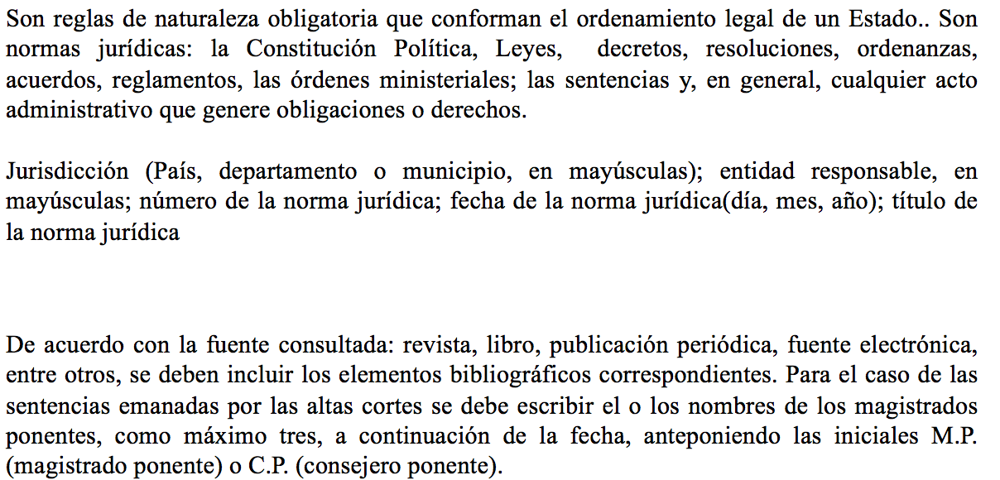 Son reglas de naturaleza obligatoria que conforman el ordenamiento legal de un Estado.. Son
normas jurídicas: la Constitución Política, Leyes, decretos, resoluciones, ordenanzas,
acuerdos, reglamentos, las órdenes ministeriales; las sentencias y, en general, cualquier acto
administrativo que genere obligaciones o derechos.
Jurisdicción (País, departamento o municipio, en mayúsculas); entidad responsable, en
mayúsculas; número de la norma jurídica; fecha de la norma jurídica(día, mes, año); título de
la norma jurídica
De acuerdo con la fuente consultada: revista, libro, publicación periódica, fuente electrónica,
entre otros, se deben incluir los elementos bibliográficos correspondientes. Para el caso de las
sentencias emanadas por las altas cortes se debe escribir el o los nombres de los magistrados
ponentes, como máximo tres, a continuación de la fecha, anteponiendo las iniciales M.P.
(magistrado ponente) o C.P. (consejero ponente).